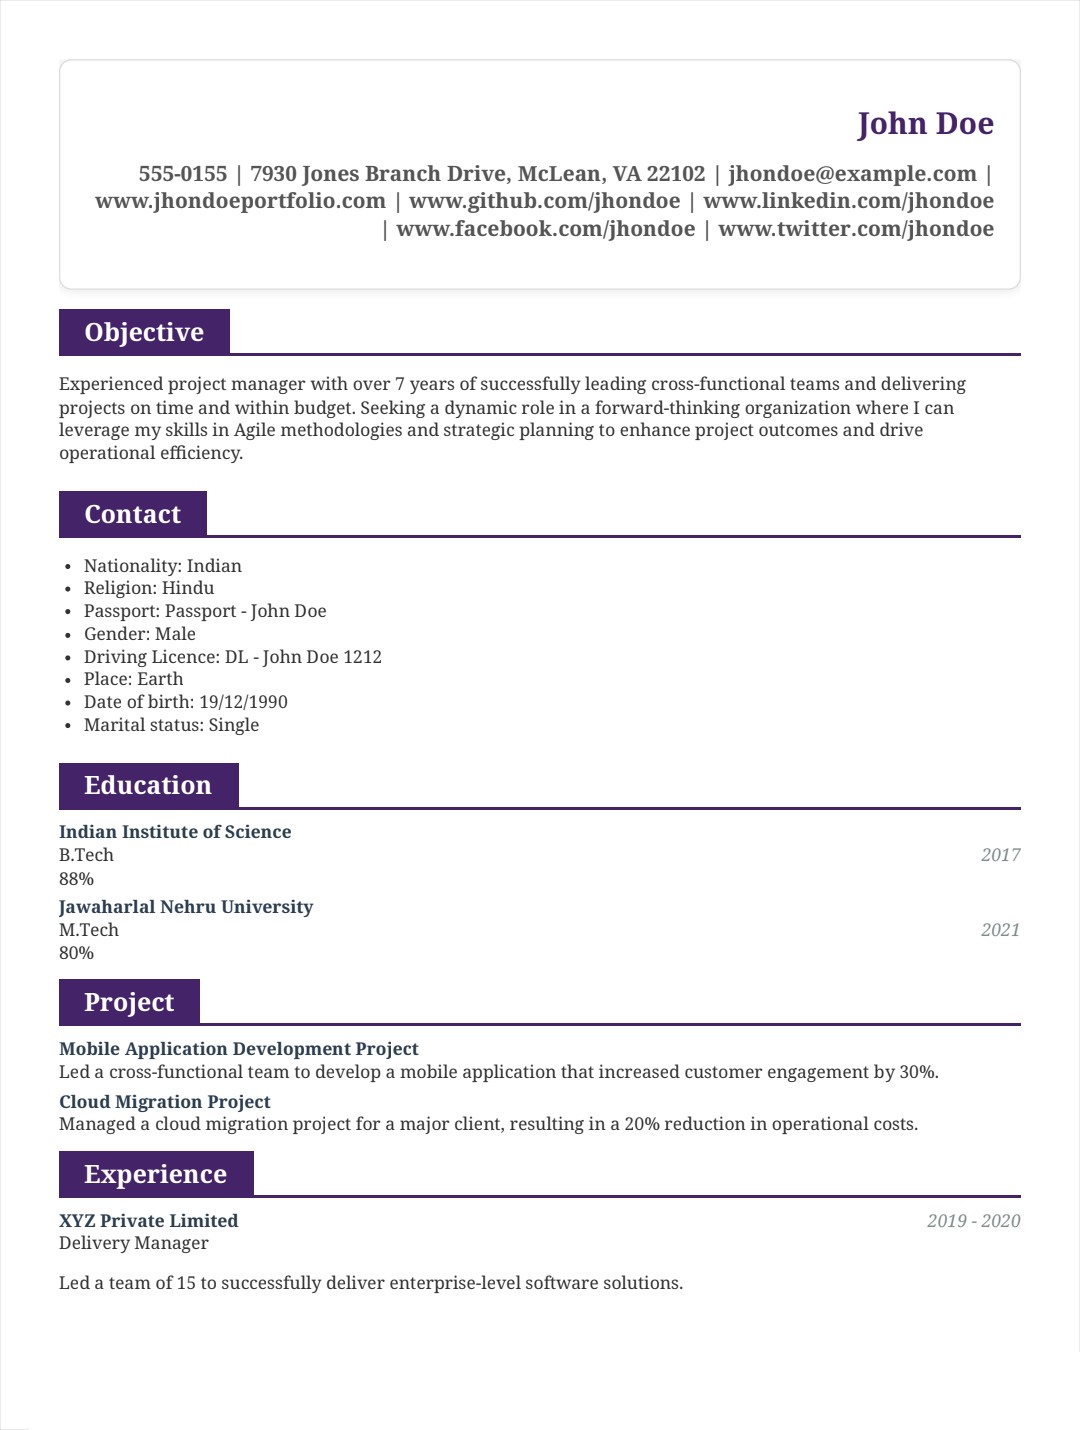 John Doe
555-0155 | 7930 Jones Branch Drive, McLean, VA 22102 | jhondoe@example.com |
www.jhondoeportfolio.com | www.github.com/jhondoe | www.linkedin.com/jhondoe
| www.facebook.com/jhondoe | www.twitter.com/jhondoe
Objective
Experienced project manager with over 7 years of successfully leading cross-functional teams and delivering
projects on time and within budget. Seeking a dynamic role in a forward-thinking organization where I can
leverage my skills in Agile methodologies and strategic planning to enhance project outcomes and drive
operational efficiency.
Contact
• Nationality: Indian
• Religion: Hindu
• Passport: Passport - John Doe
• Gender: Male
• Driving Licence: DL - John Doe 1212
• Place: Earth
• Date of birth: 19/12/1990
• Marital status: Single
Education
Indian Institute of Science
B.Tech 2017
88%
Jawaharlal Nehru University
M.Tech 2021
80%
Project
Mobile Application Development Project
Led a cross-functional team to develop a mobile application that increased customer engagement by 30%.
Cloud Migration Project
Managed a cloud migration project for a major client, resulting in a 20% reduction in operational costs.
Experience
XYZ Private Limited 2019 - 2020
Delivery Manager
Led a team of 15 to successfully deliver enterprise-level software solutions.